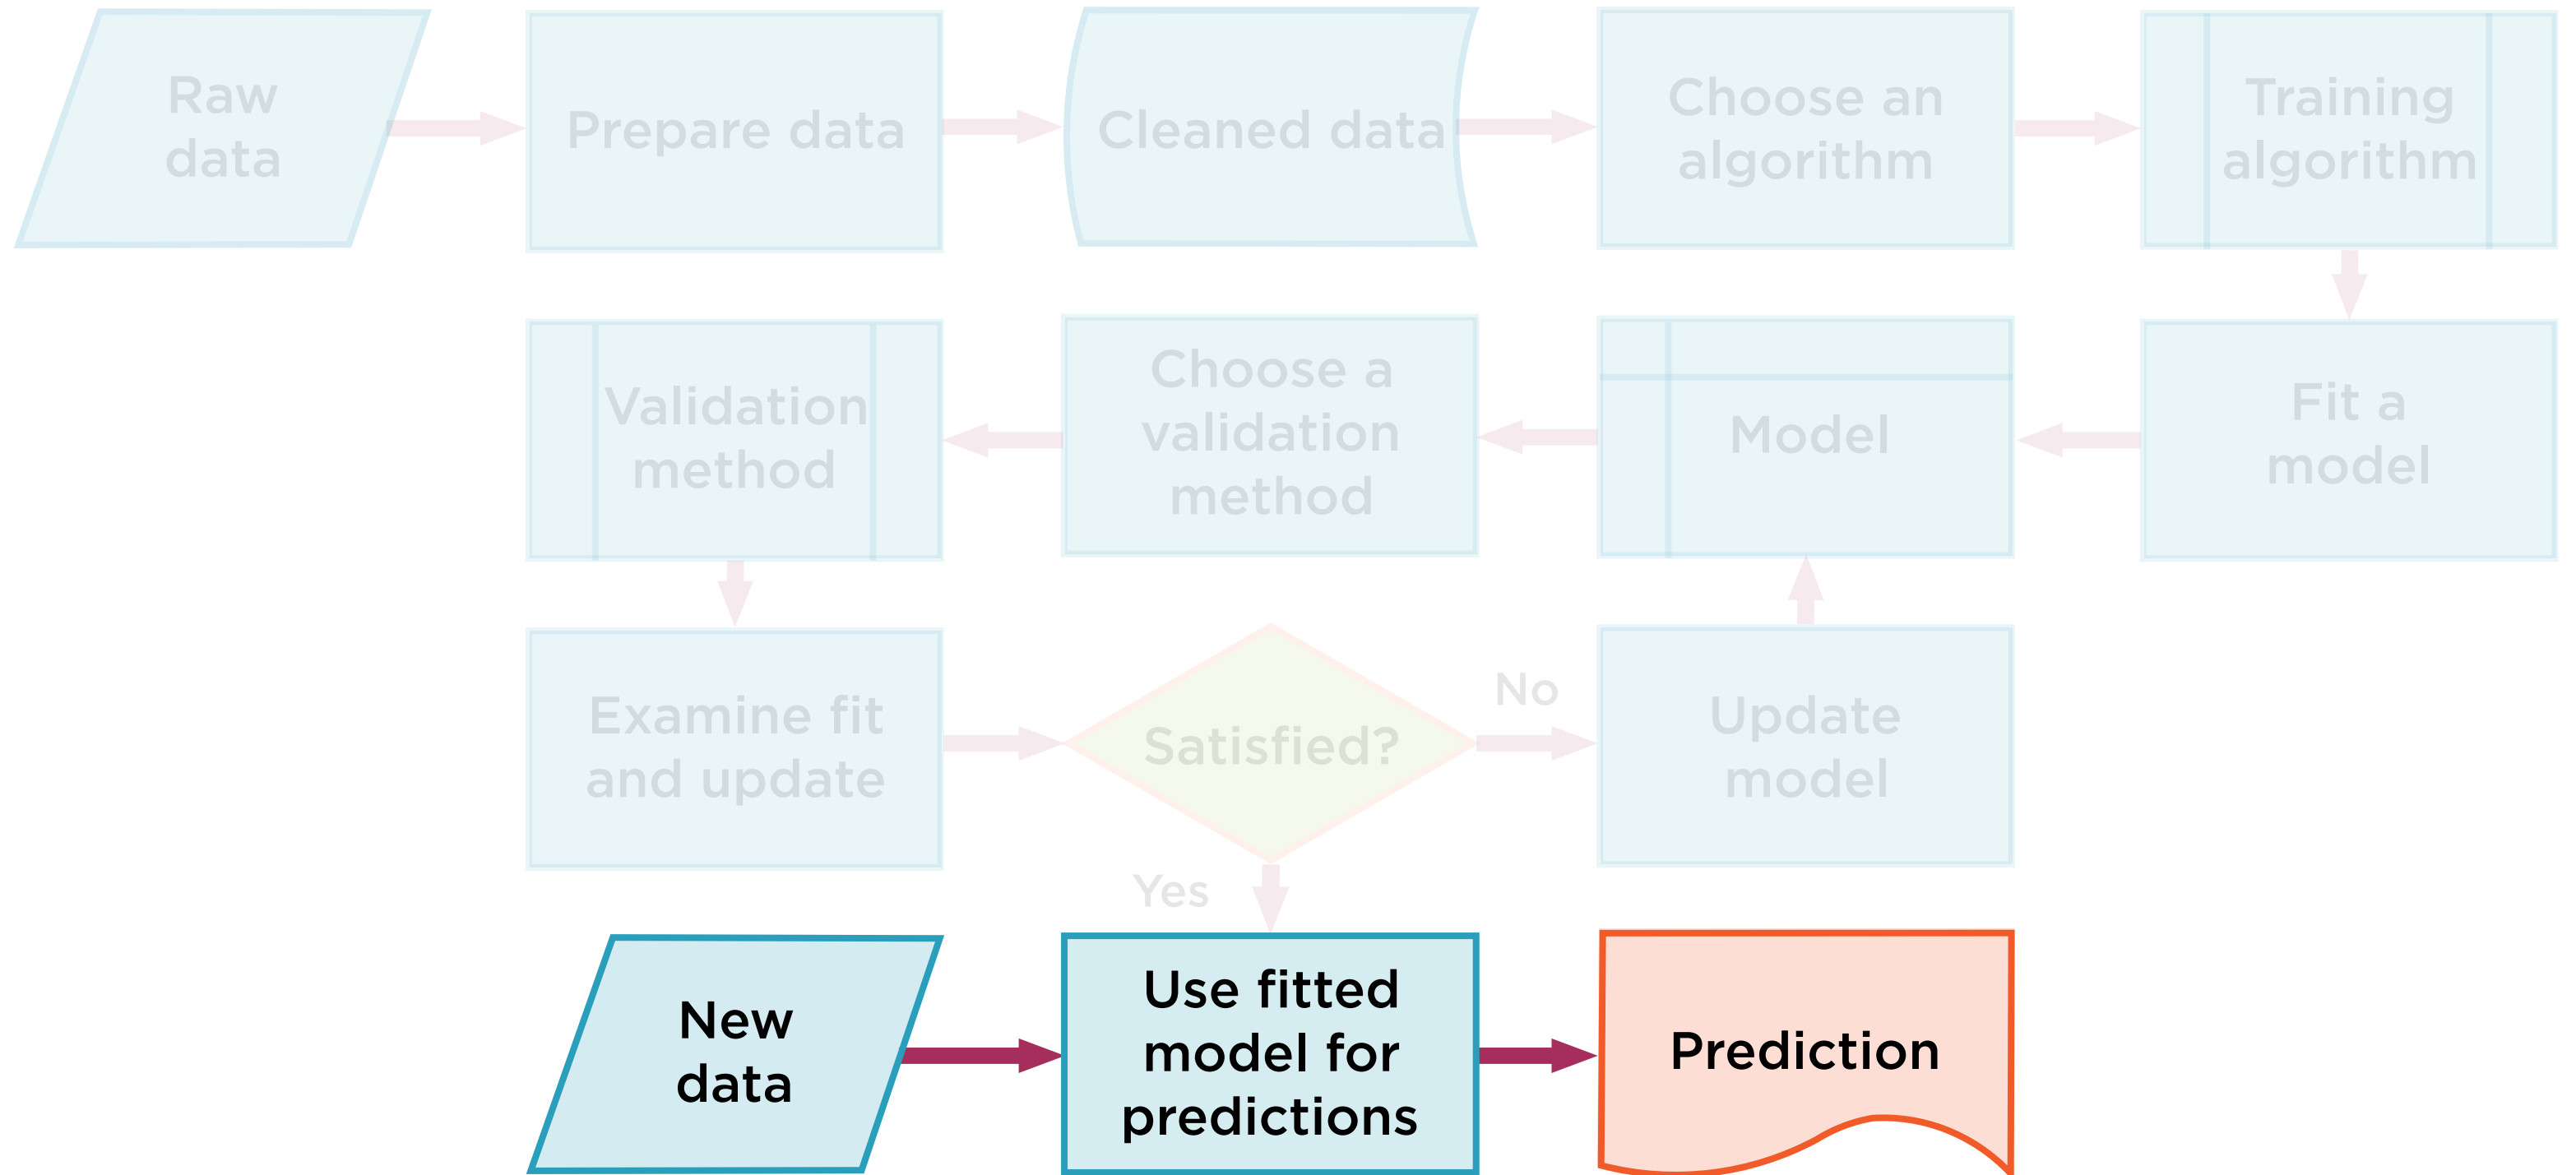 Raw
data
Prepare data
Cleaned data
Choose an
algorithm
Training
algorithm
Validation
method
Choose a
validation
method
Model
Fit a
model
Examine fit
and update
Satisfied?
No
Update
model
Yes
New
data
Use fitted
model for
predictions
Prediction